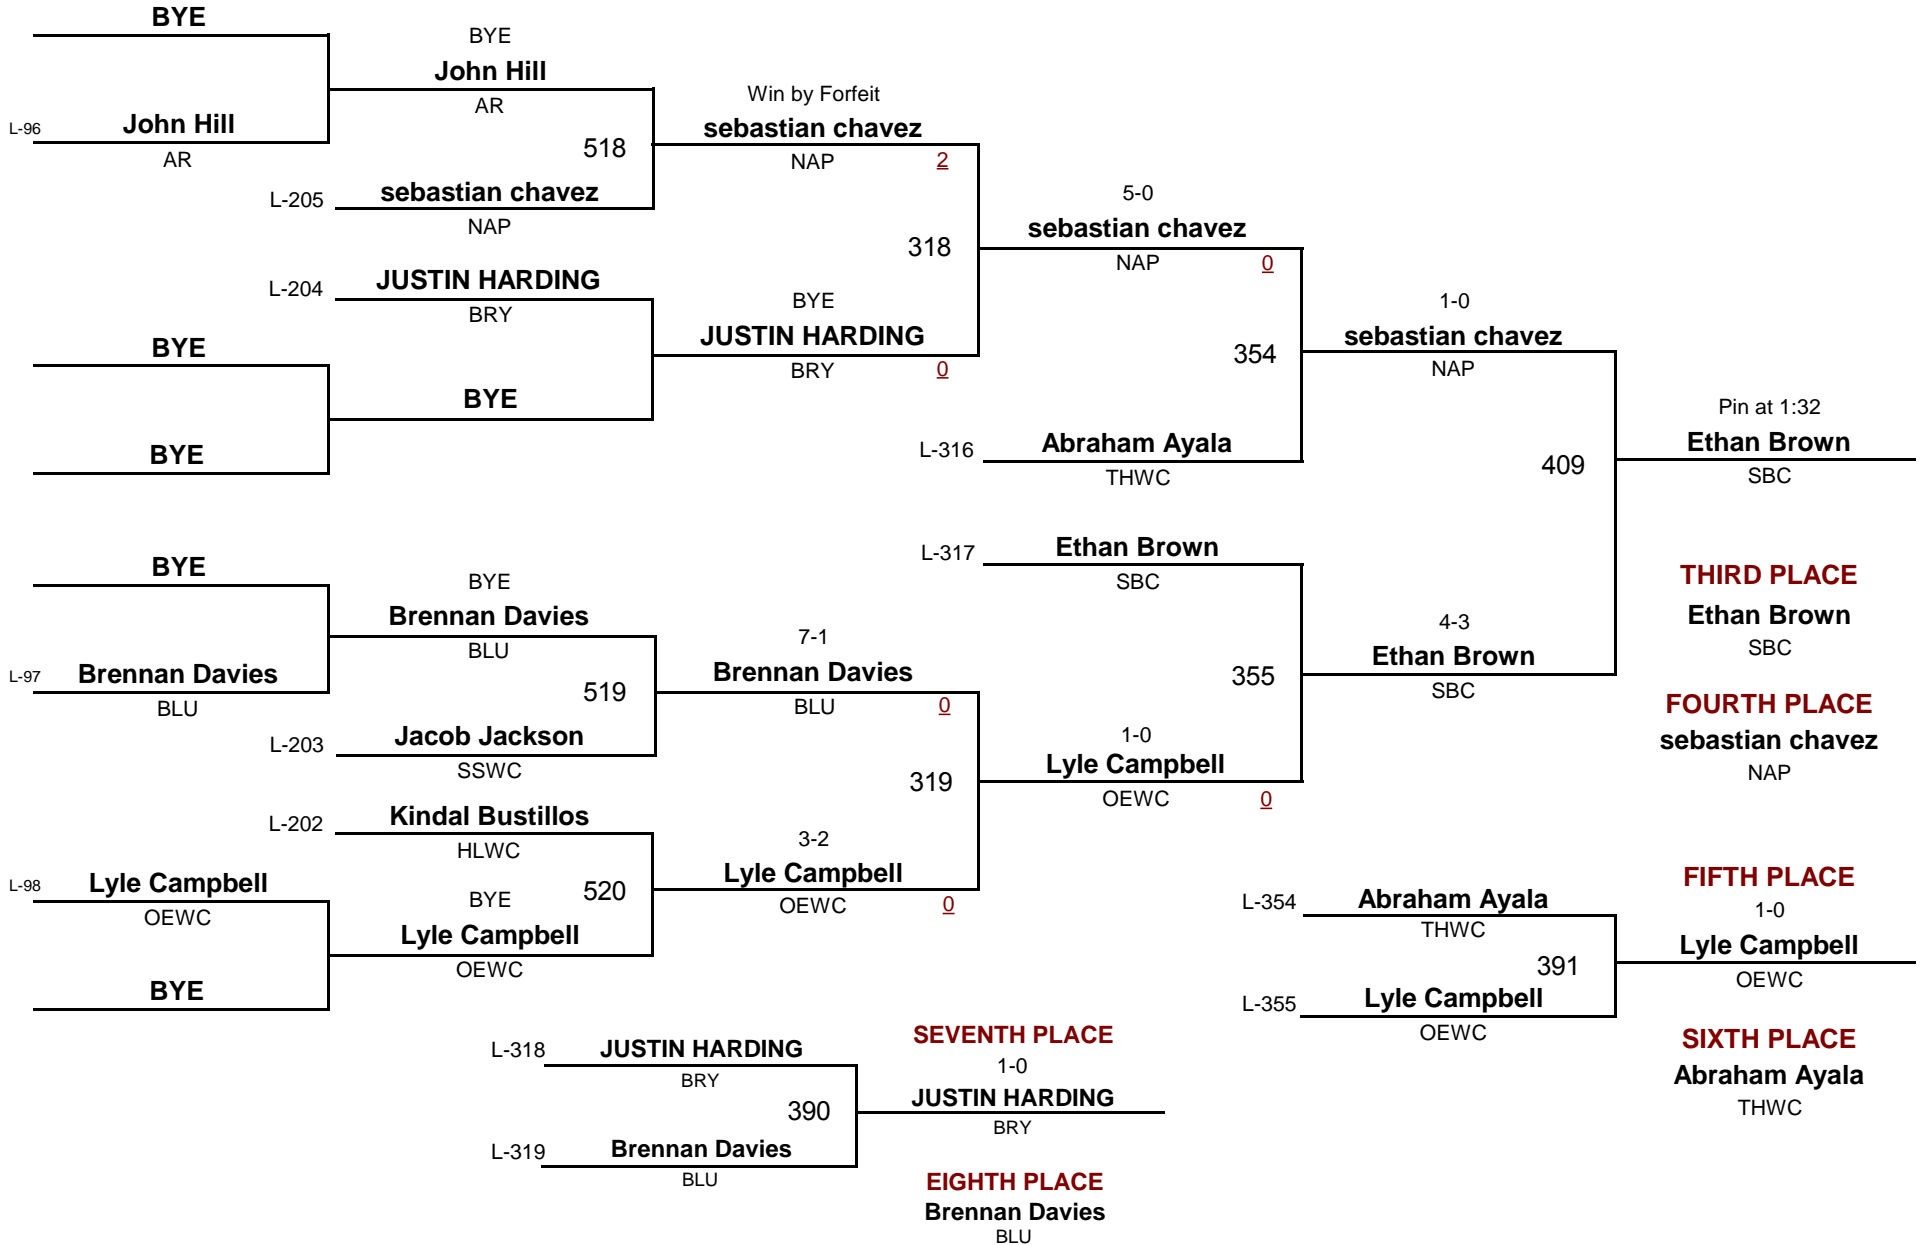 BYE
BYE
John Hill
AR
L-96 John Hill
AR
518
Win by Forfeit
sebastian chavez
NAP 2
L-205 sebastian chavez
NAP
318
5-0
sebastian chavez
NAP 0
L-204 JUSTIN HARDING
BRY
BYE
JUSTIN HARDING
BRY 0
BYE
BYE
BYE
354
1-0
sebastian chavez
NAP
L-316 Abraham Ayala
THWC
409
Pin at 1:32
Ethan Brown
SBC
L-317 Ethan Brown
SBC
THIRD PLACE
Ethan Brown
SBC
FOURTH PLACE
sebastian chavez
NAP
BYE
BYE
Brennan Davies
BLU
L-97 Brennan Davies
BLU
519
7-1
Brennan Davies
BLU 0
L-203 Jacob Jackson
SSWC
355
4-3
Ethan Brown
SBC
319
1-0
Lyle Campbell
OEWC 0
L-202 Kindal Bustillos
HLWC
520
3-2
Lyle Campbell
OEWC 0
L-98 Lyle Campbell
OEWC
BYE
Lyle Campbell
OEWC
BYE
L-354 Abraham Ayala
THWC
391
L-355 Lyle Campbell
OEWC
FIFTH PLACE
1-0
Lyle Campbell
OEWC
SIXTH PLACE
Abraham Ayala
THWC
L-318 JUSTIN HARDING
BRY
390
L-319 Brennan Davies
BLU
SEVENTH PLACE
1-0
JUSTIN HARDING
BRY
EIGHTH PLACE
Brennan Davies
BLU